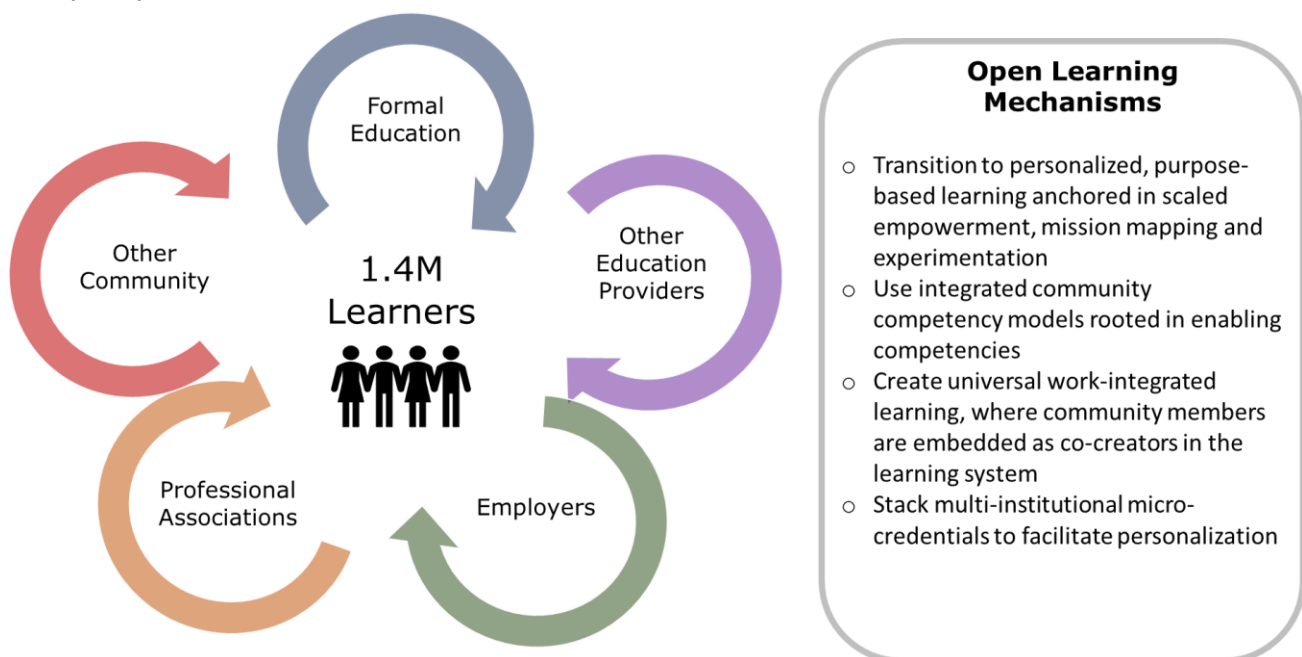 Formal
Education
Other
Community
Other
Education
Providers
1.4M
Learners
Professional
Associations
Employers
Open Learning
Mechanisms
o Transition to personalized, purpose-
based learning anchored in scaled
empowerment, mission mapping and
experimentation
o Use integrated community
competency models rooted in enabling
competencies
o Create universal work-integrated
learning, where community members
are embedded as co-creators in the
learning system
o Stack multi-institutional micro-
credentials to facilitate personalization